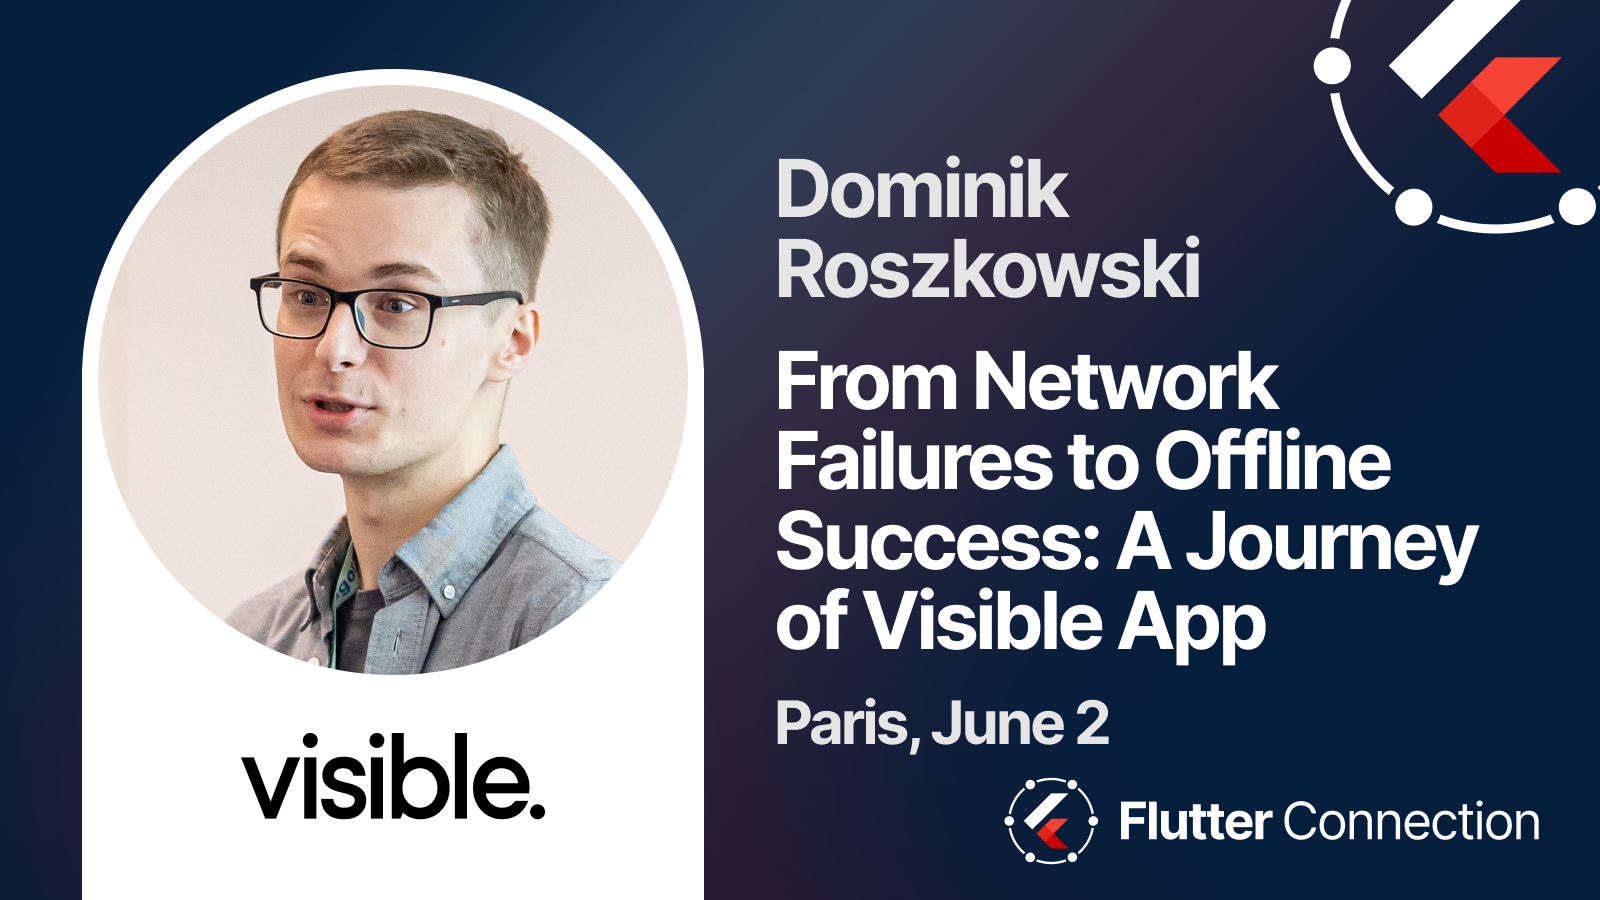 Dominik
Roszkowski
From Network
Failures to Offline
Success: A Journey
of Visible App
Paris, June 2
visible.
Flutter Connection